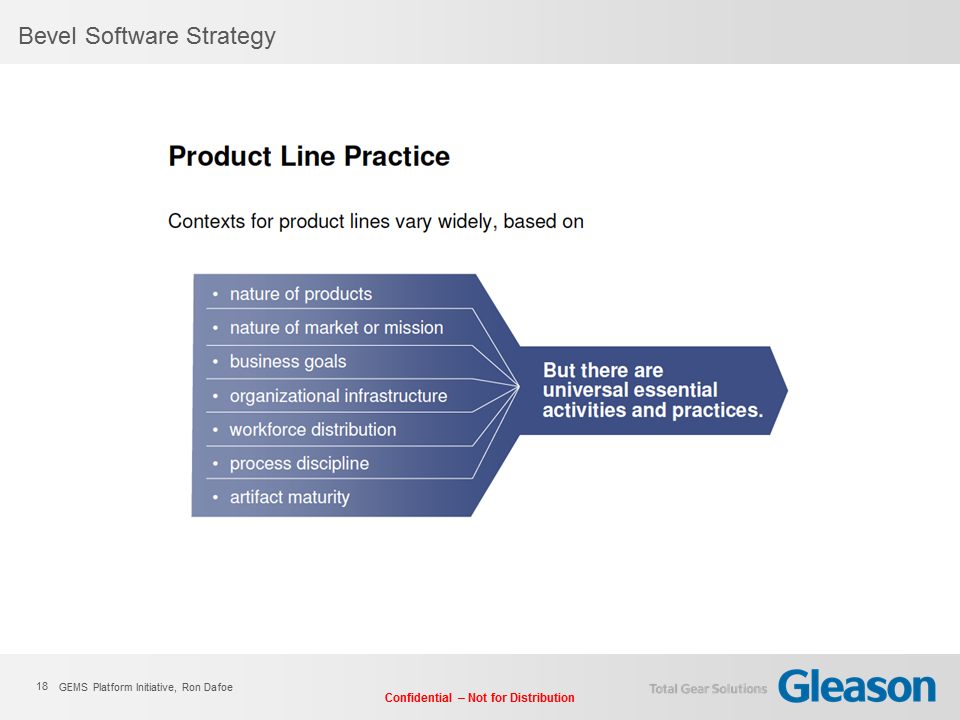 Bevel Software Strategy
Product Line Practice
Contexts for product lines vary widely, based on
• nature of products
• nature of market or mission
• business goals
• organizational infrastructure
• workforce distribution
• process discipline
• artifact maturity
But there are
universal essential
activities and practices.
18 GEMS Platform Initiative, Ron Dafoe
Confidential – Not for Distribution
Total Gear Solutions
Gleason